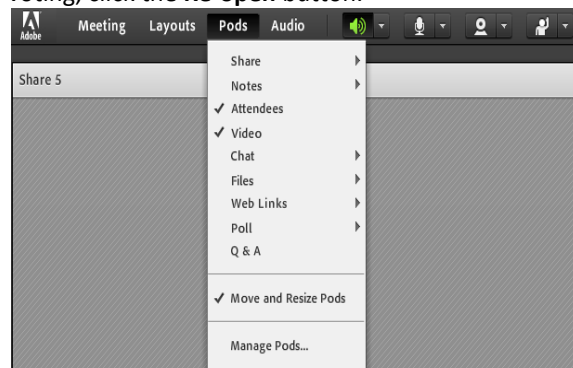 voting, click the Re-open button.
Adobe Meeting Layouts Pods Audio
Share 5
Share
Notes
Attendees
Video
Chat
Files
Web Links
Poll
Q & A
Move and Resize Pods
Manage Pods...